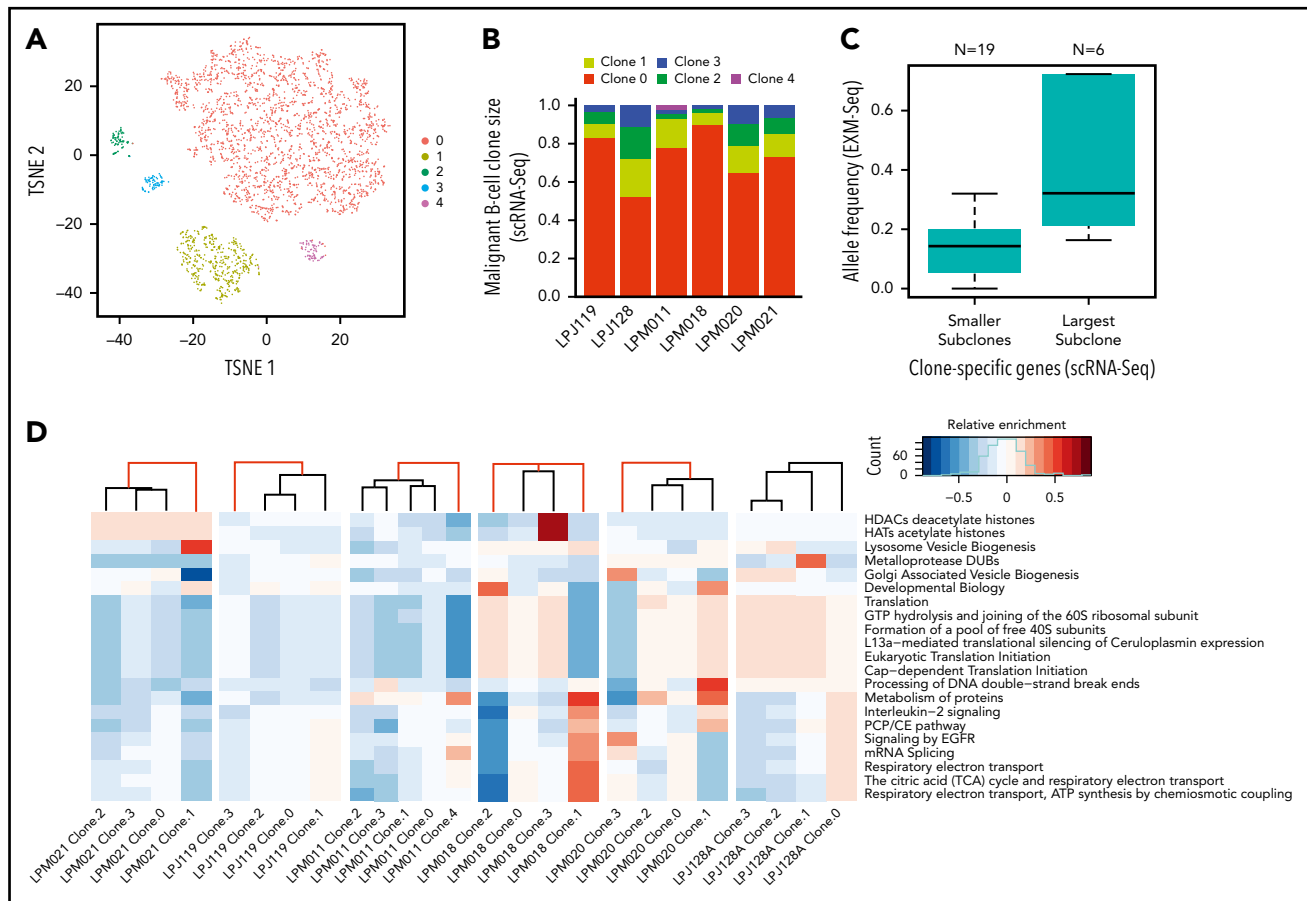 A
20
0
−20
−40
−40
−20
0
20
TSNE 2
TSNE 1
0
1
2
3
4
B
Clone 1
Clone 3
Clone 0
Clone 2
Clone 4
Malignant B-cell clone size
(scRNA-Seq)
1.0
0.8
0.6
0.4
0.2
0.0
LPJ119
LPJ128
LPM011
LPM018
LPM020
LPM021
C
N=19
N=6
Allele frequency (EXM-Seq)
0.6
0.4
0.2
0.0
Smaller
Subclones
Largest
Subclone
Clone-specific genes (scRNA-Seq)
D
Relative enrichment
Count
60
0
−0.5
0
0.5
HDACs deacetylate histones
HATs acetylate histones
Lysosome Vesicle Biogenesis
Metalloprotease DUBs
Golgi Associated Vesicle Biogenesis
Developmental Biology
Translation
GTP hydrolysis and joining of the 60S ribosomal subunit
Formation of a pool of free 40S subunits
L13a−mediated translational silencing of Ceruloplasmin expression
Eukaryotic Translation Initiation
Cap−dependent Translation Initiation
Processing of DNA double−strand break ends
Metabolism of proteins
Interleukin−2 signaling
PCP/CE pathway
Signaling by EGFR
mRNA Splicing
Respiratory electron transport
The citric acid (TCA) cycle and respiratory electron transport
Respiratory electron transport, ATP synthesis by chemiosmotic coupling
LPM021 Clone:2
LPM021 Clone:3
LPM021 Clone:0
LPM021 Clone:1
LPJ119 Clone:3
LPJ119 Clone:2
LPJ119 Clone:0
LPJ119 Clone:1
LPM011 Clone:2
LPM011 Clone:3
LPM011 Clone:1
LPM011 Clone:0
LPM011 Clone:4
LPM018 Clone:2
LPM018 Clone:0
LPM018 Clone:3
LPM018 Clone:1
LPM020 Clone:3
LPM020 Clone:2
LPM020 Clone:0
LPM020 Clone:1
LPJ128A Clone:3
LPJ128A Clone:2
LPJ128A Clone:1
LPJ128A Clone:0